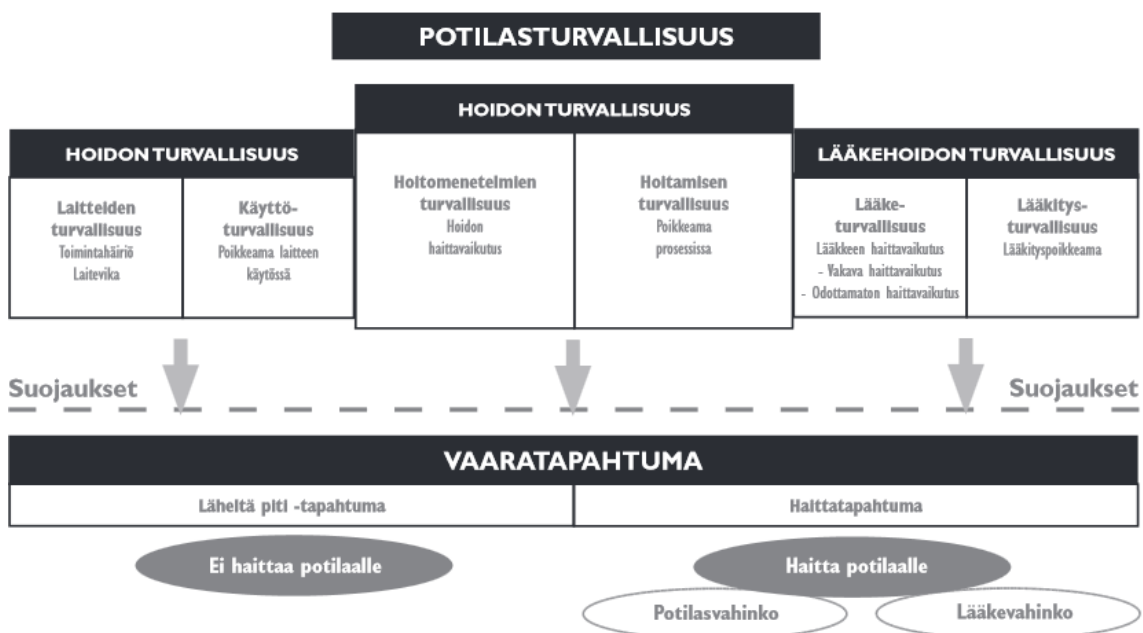 POTILASTURVALLISUUS
HOIDON TURVALLISUUS
HOIDON TURVALLISUUS
LÄÄKEHOIDON TURVALLISUUS
Laitteiden
turvallisuus
Toimintahäiriö
Laitevika
Käyttö-
turvallisuus
Poikkeama laitteen
käytössä
Hoitomenetelmien
turvallisuus
Hoidon
haittavaikutus
Hoitamisen
turvallisuus
Poikkeama
prosessissa
Lääke-
turvallisuus
Lääkkeen haittavaikutus
- Vakava haittavaikutus
- Odottamaton haittavaikutus
Lääkitys-
turvallisuus
Lääkityspoikkeama
Suojaukset
Suojaukset
VAARATAPAHTUMA
Läheltä piti -tapahtuma
Haittatapahtuma
Ei haittaa potilaalle
Haitta potilaalle
Potilasvahinko
Lääkevahinko